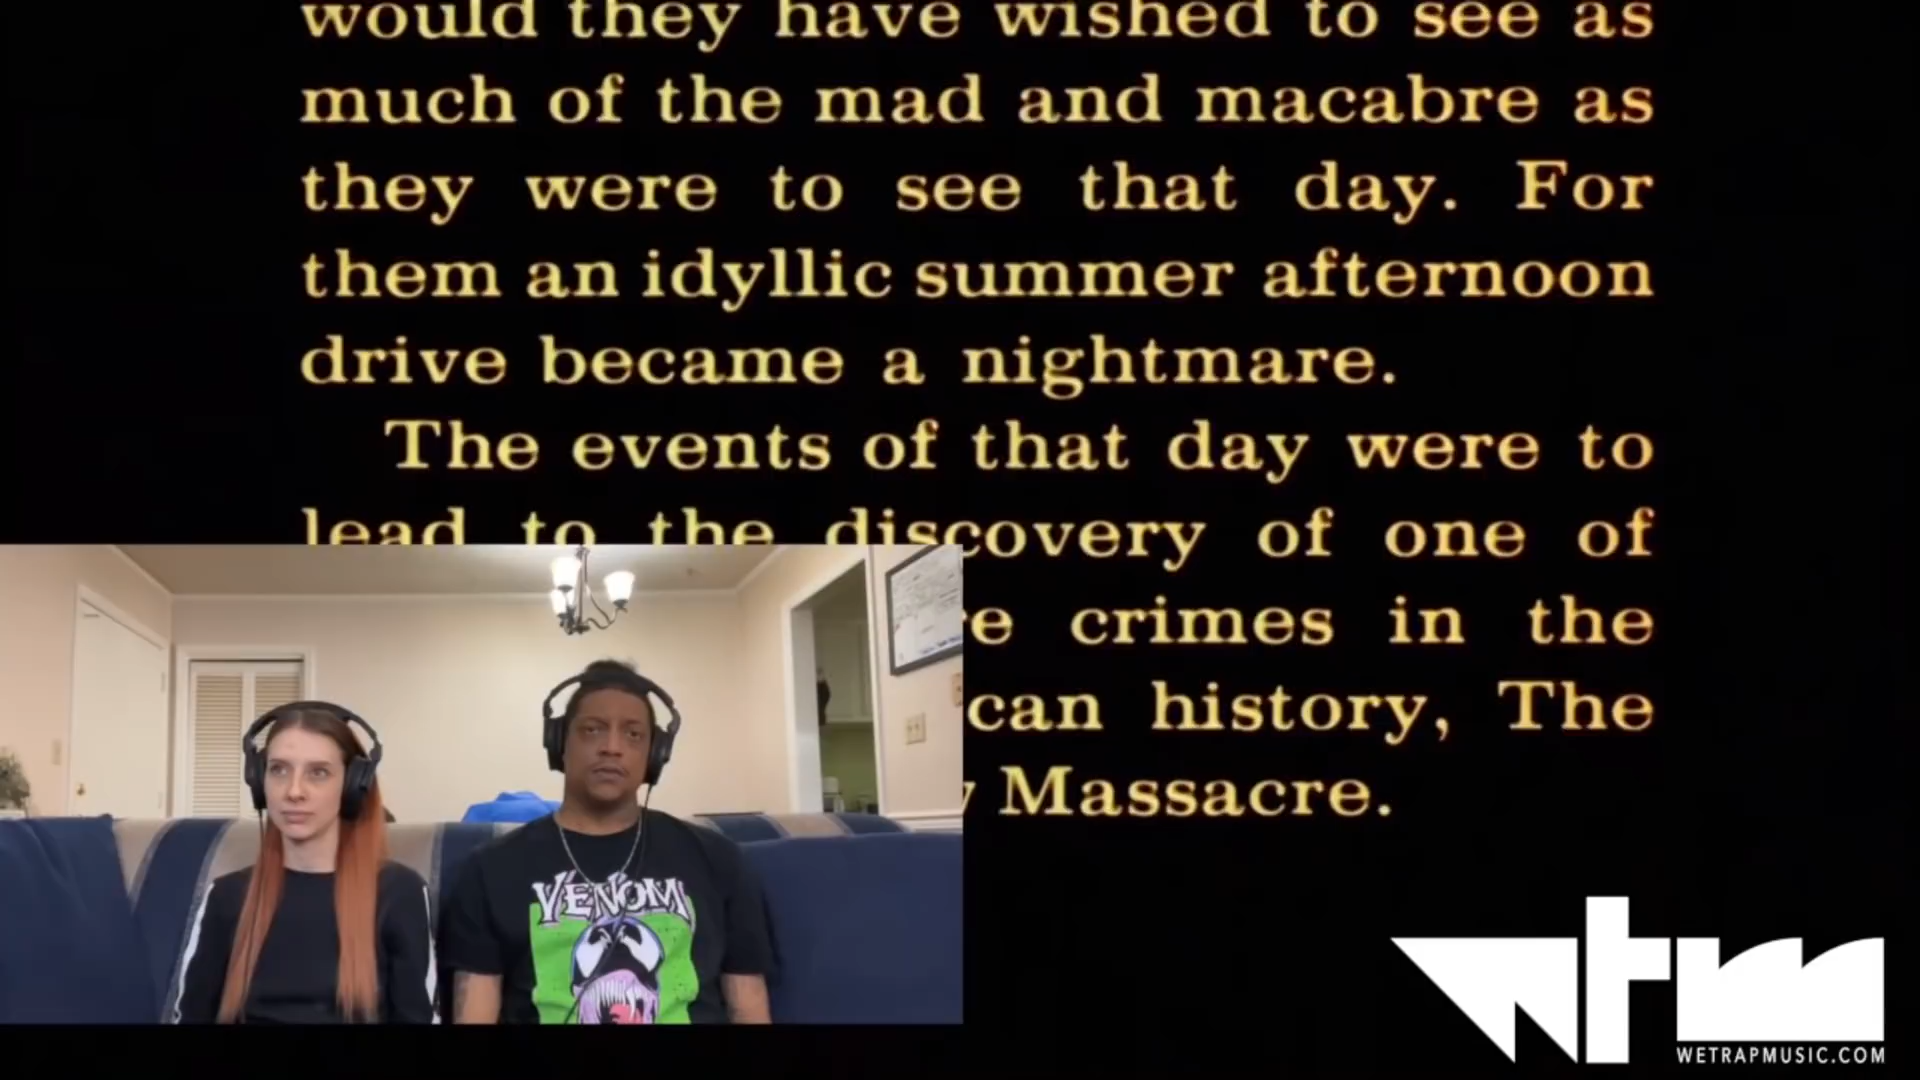 would they have wished to see as
much of the mad and macabre as
they were to see that day. For
them an idyllic summer afternoon
drive became a nightmare.
The events of that day were to
lead to the discovery of one of
crimes in the
history, The
Massacre.
VENOM
wtm
WETRAPMUSIC.COM